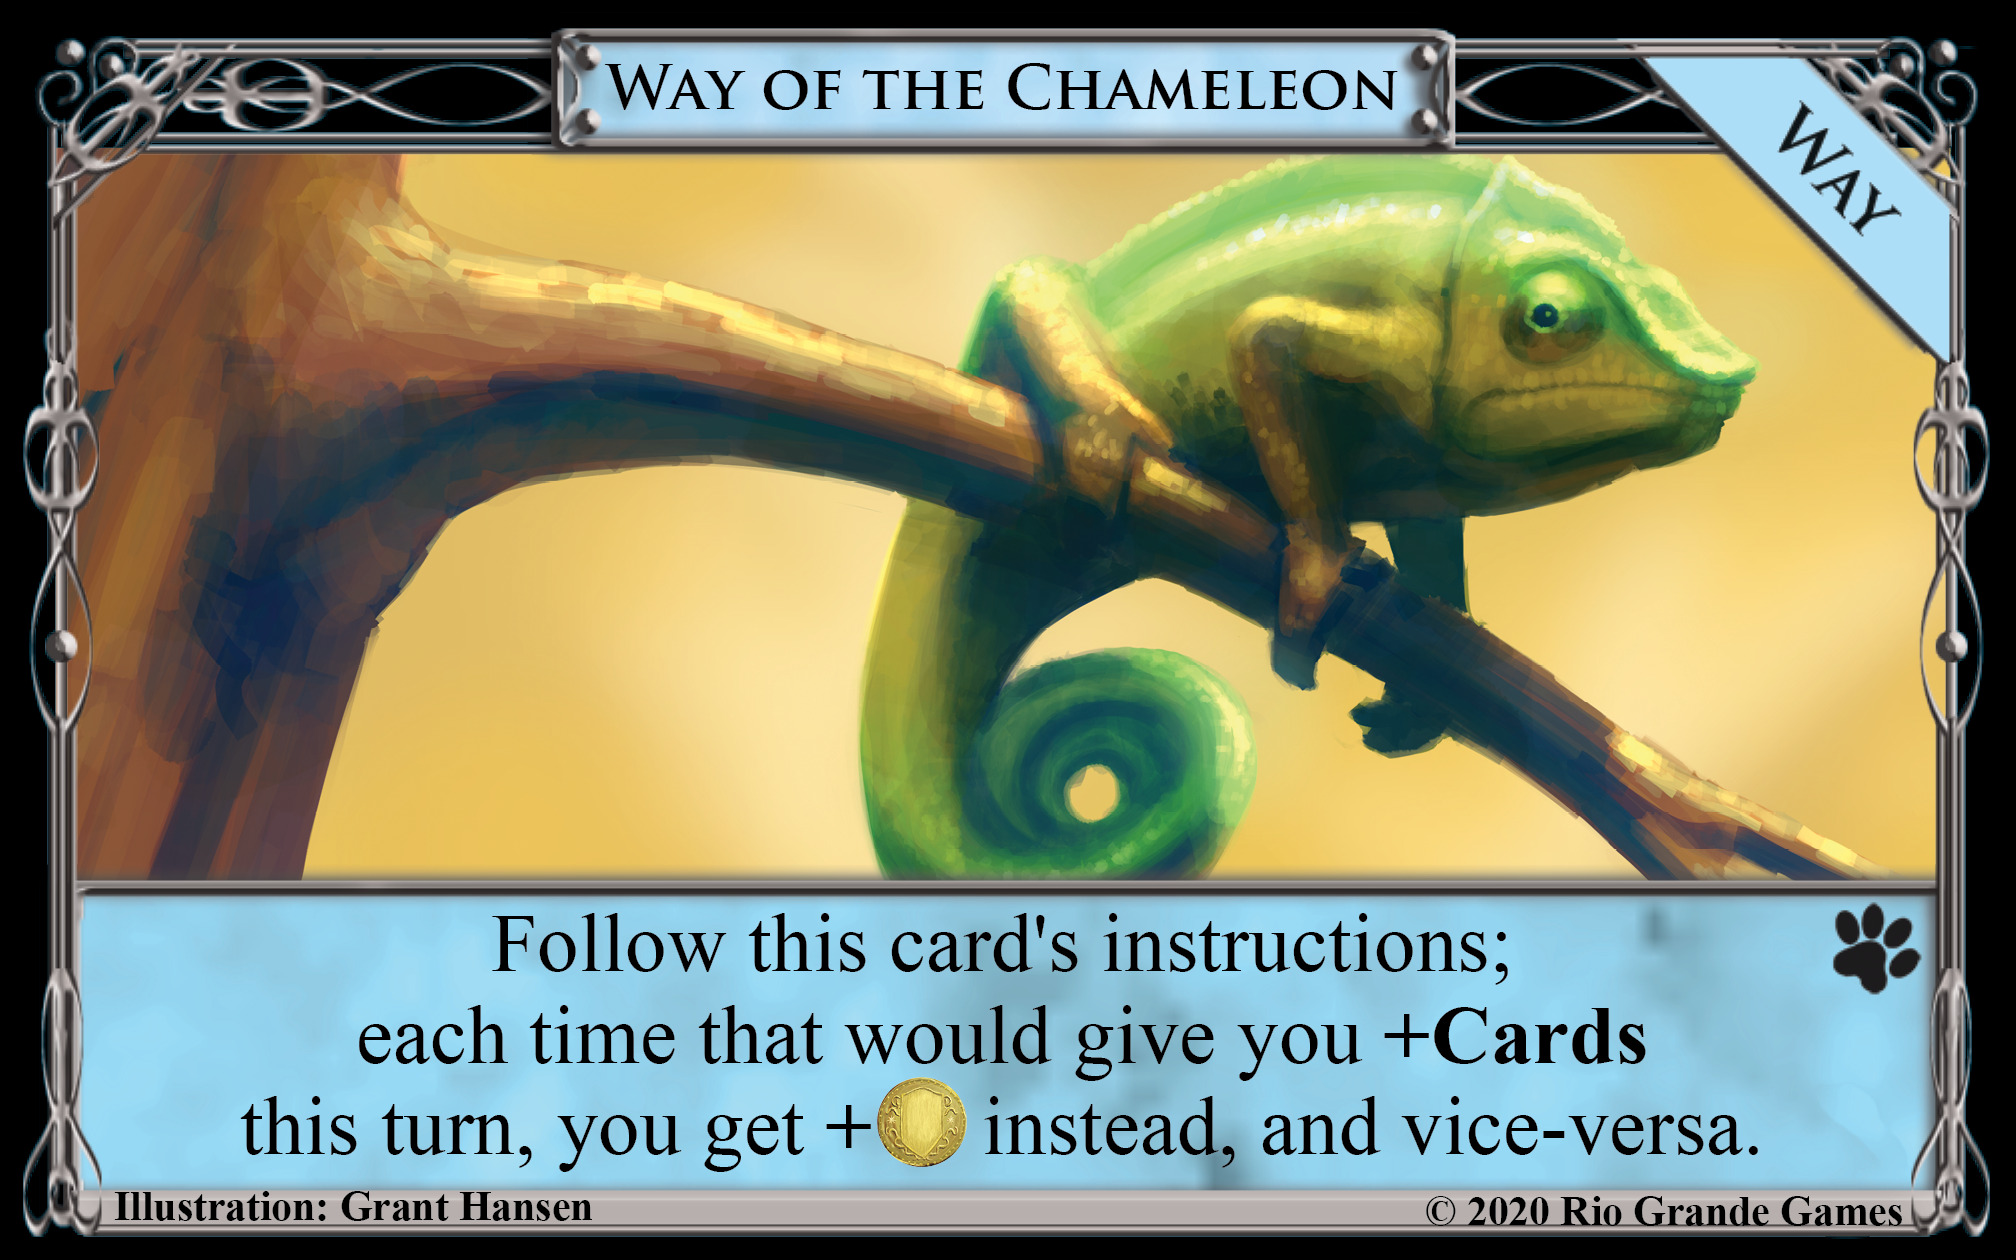 Way of the Chameleon
Way
Follow this card's instructions;
each time that would give you +Cards
this turn, you get + instead, and vice-versa.
Illustration: Grant Hansen
© 2020 Rio Grande Games